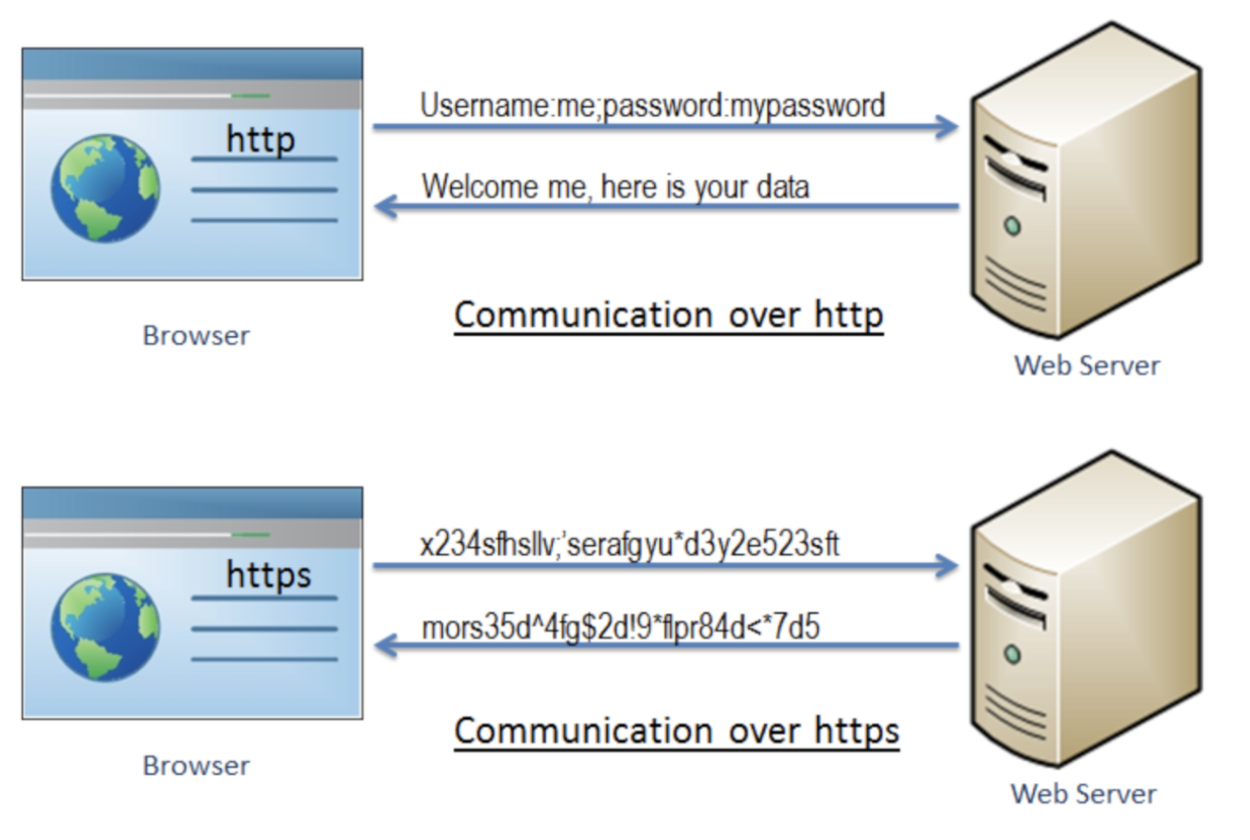 http
Username:me;password:mypassword
Welcome me, here is your data
Communication over http
Browser
Web Server
https
x234sfhsllv;’serafgyu*d3y2e523sft
mors35d^4fg$2d!9*flpr84d<*7d5
Communication over https
Browser
Web Server